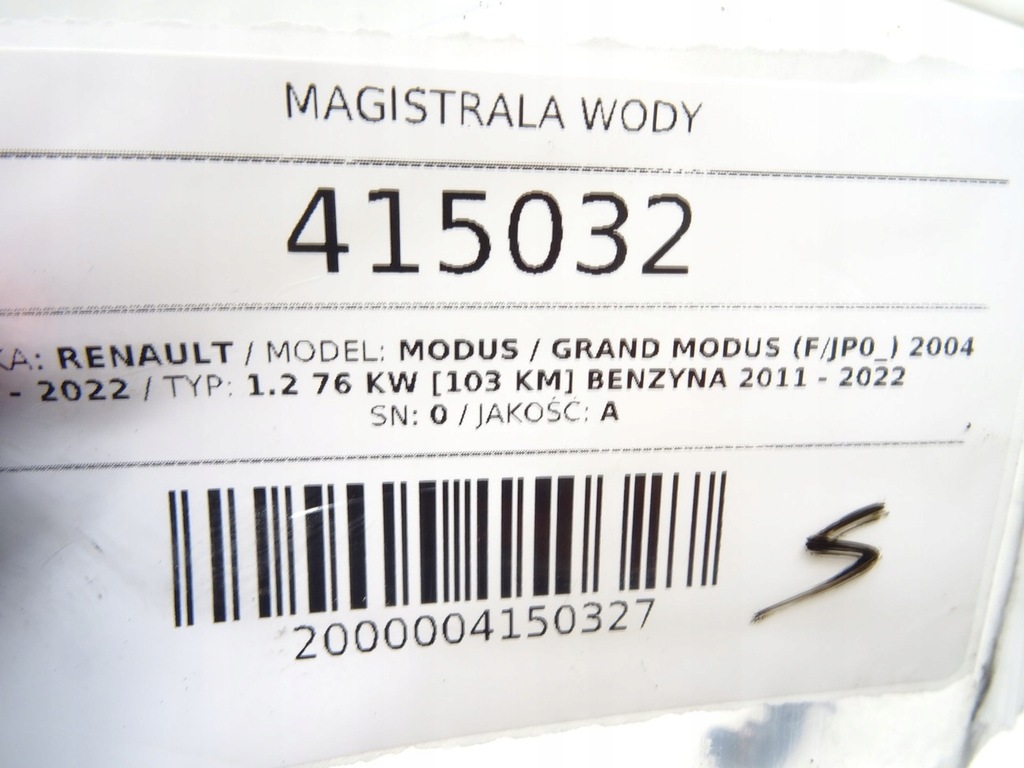 MAGISTRALA WODY
415032
KA: RENAULT / MODEL: MODUS / GRAND MODUS (F/JP0_) 2004
- 2022 / TYP: 1.2 76 KW [103 KM] BENZYNA 2011 - 2022
SN: 0 / JAKOŚĆ: A
2000004150327
S